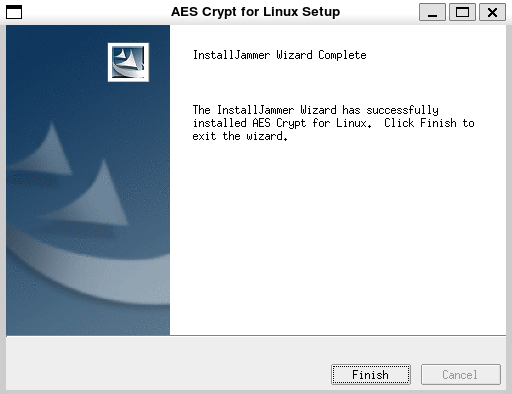 AES Crypt for Linux Setup
InstallJammer Wizard Complete
The InstallJammer Wizard has successfully
installed AES Crypt for Linux.  Click Finish to
exit the wizard.
Finish
Cancel